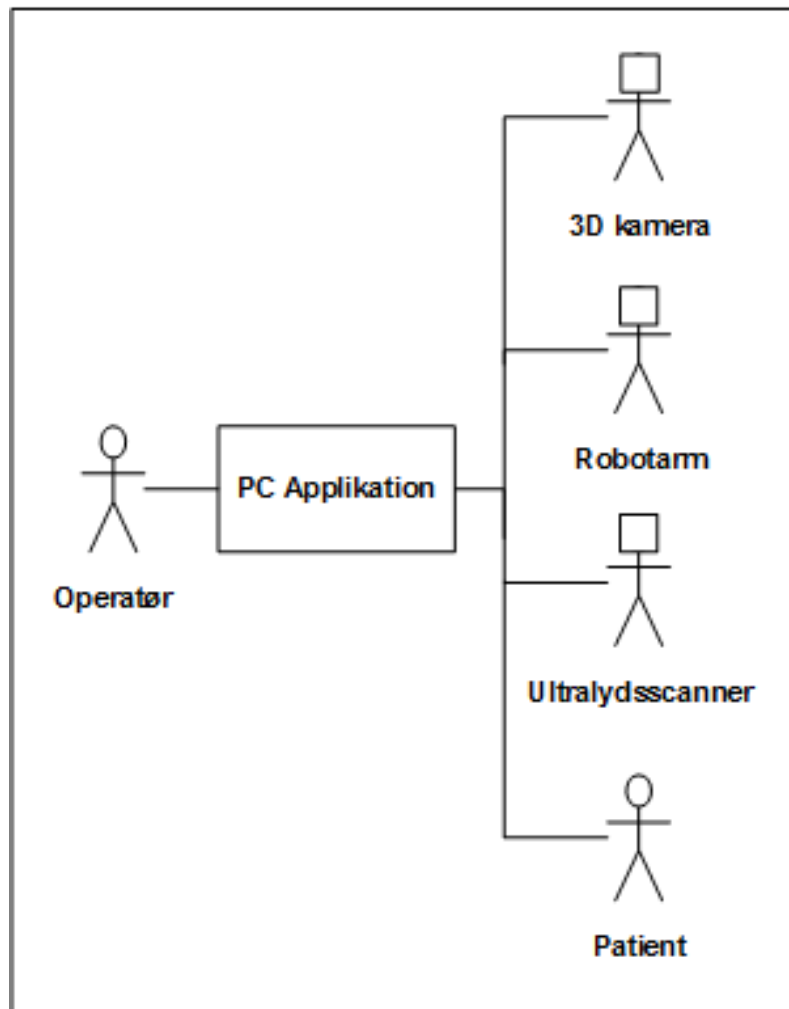 3D kamera
Robotarm
PC Applikation
Operatør
Ultralydsscanner
Patient